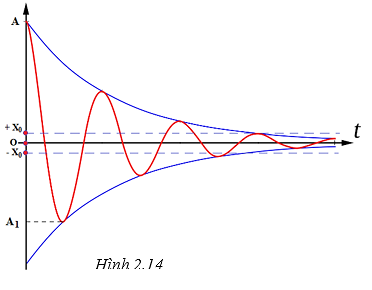 A
+ X₀
O
- X₀
t
A₁
Hình 2.14